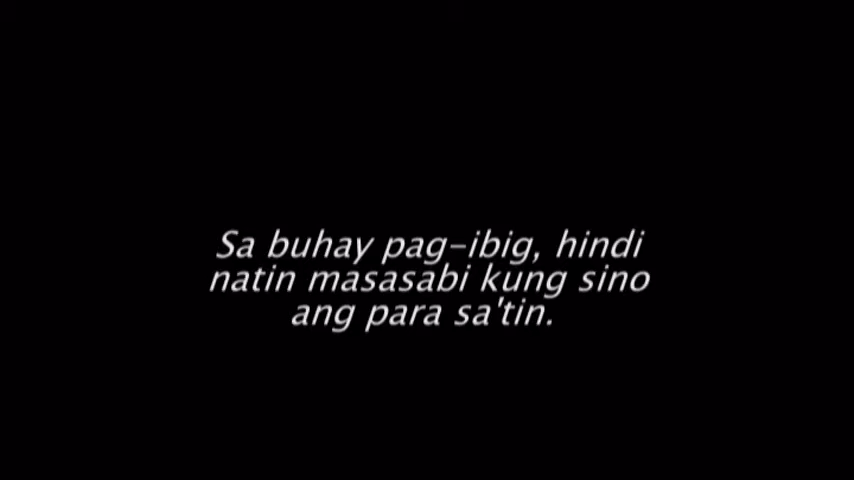 Sa buhay pag-ibig, hindi
natin masasabi kung sino
ang para sa'tin.